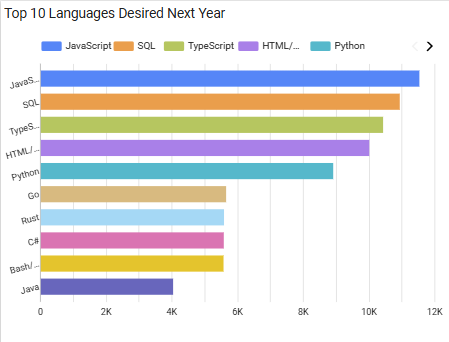 Top 10 Languages Desired Next Year
JavaScript SQL TypeScript HTML/... Python
JavaS...
SQL
TypeS...
HTML/...
Python
Go
Rust
C#
Bash/...
Java
0 2K 4K 6K 8K 10K 12K